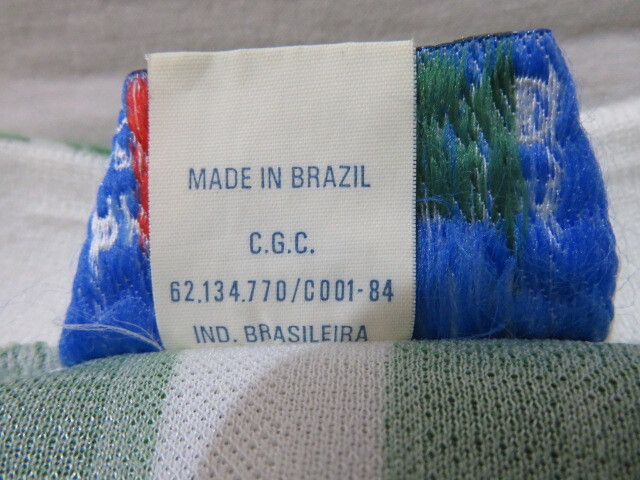 MADE IN BRAZIL
C.G.C.
62.134.770/C001-84
IND. BRASILEIRA